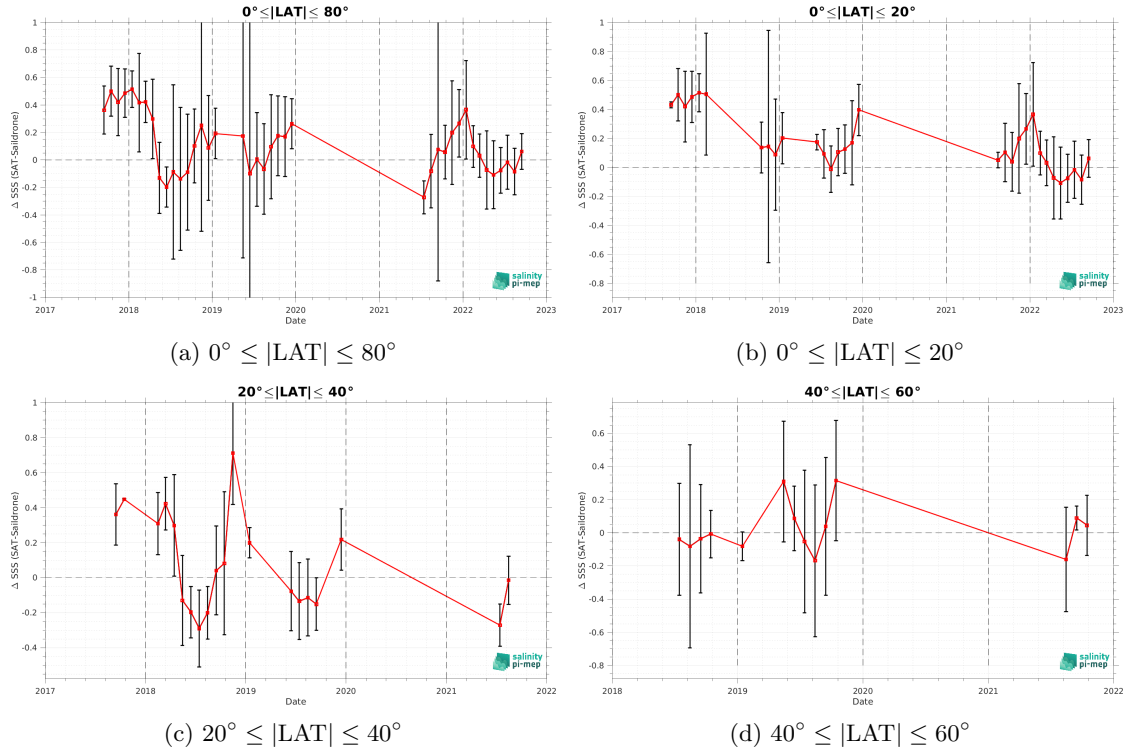 0°≤|LAT|≤ 80°
1
0.8
0.6
0.4
0.2
0
-0.2
-0.4
-0.6
-0.8
-1
Δ SSS (SAT-Saildrone)
2017
2018
2019
2020
2021
2022
2023
Date
salinity
pi-mep
(a) 0° ≤ |LAT| ≤ 80°
0°≤|LAT|≤ 20°
1
0.8
0.6
0.4
0.2
0
-0.2
-0.4
-0.6
-0.8
Δ SSS (SAT-Saildrone)
2017
2018
2019
2020
2021
2022
2023
Date
salinity
pi-mep
(b) 0° ≤ |LAT| ≤ 20°
20°≤|LAT|≤ 40°
1
0.8
0.6
0.4
0.2
0
-0.2
-0.4
Δ SSS (SAT-Saildrone)
2017
2018
2019
2020
2021
2022
Date
salinity
pi-mep
(c) 20° ≤ |LAT| ≤ 40°
40°≤|LAT|≤ 60°
0.6
0.4
0.2
0
-0.2
-0.4
-0.6
-0.8
Δ SSS (SAT-Saildrone)
2018
2019
2020
2021
2022
Date
salinity
pi-mep
(d) 40° ≤ |LAT| ≤ 60°